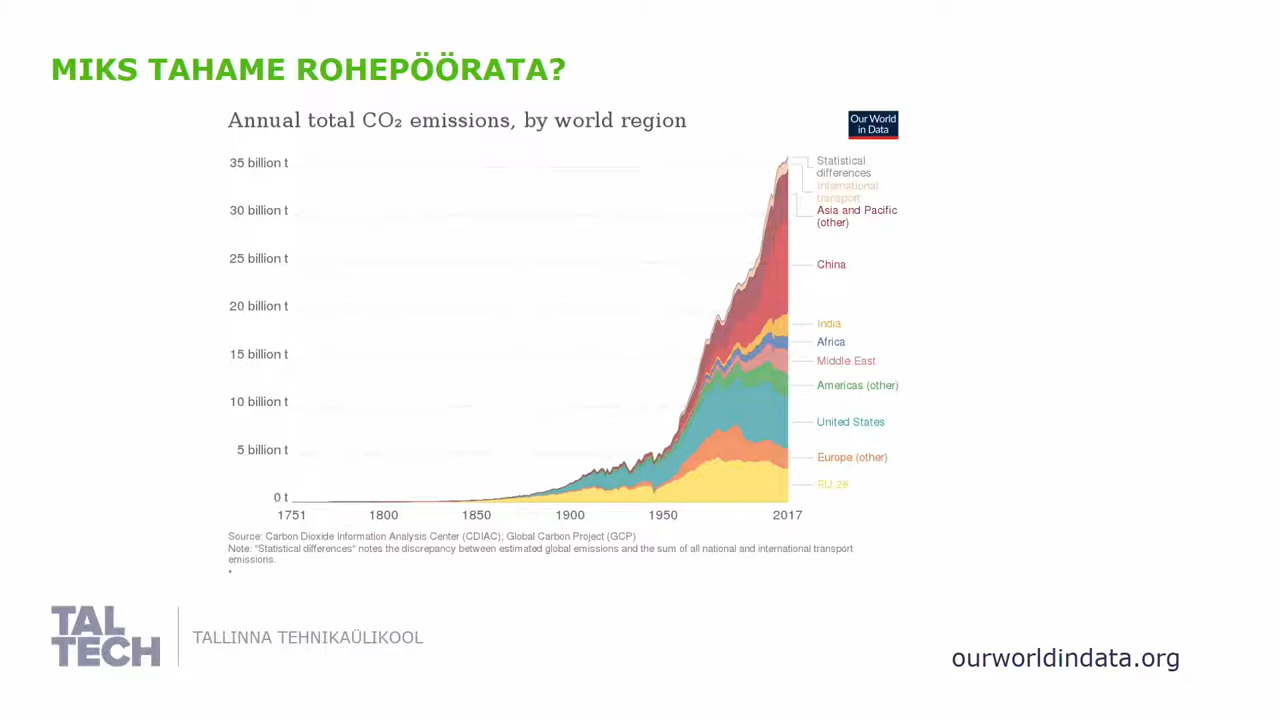 MIKS TAHAME ROHEPÖÖRATA?
Annual total CO₂ emissions, by world region
Our World
in Data
35 billion t
30 billion t
25 billion t
20 billion t
15 billion t
10 billion t
5 billion t
0 t
1751
1800
1850
1900
1950
2017
Statistical
differences
International
transport
Asia and Pacific
(other)
China
India
Africa
Middle East
Americas (other)
United States
Europe (other)
EU-28
Source: Carbon Dioxide Information Analysis Center (CDIAC); Global Carbon Project (GCP)
Note: "Statistical differences" notes the discrepancy between estimated global emissions and the sum of all national and international transport
emissions.
•
TAL
TECH
TALLINNA TEHNIKAÜLIKOOL
ourworldindata.org